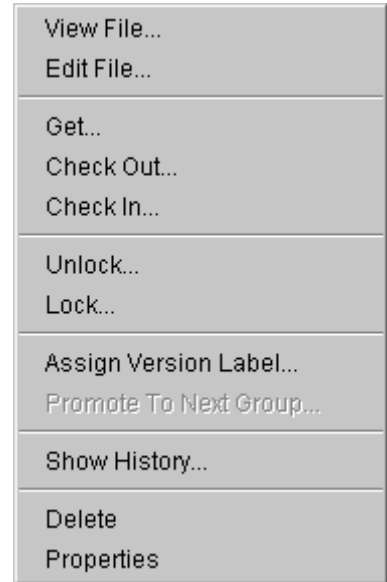 View File...
Edit File...
Get...
Check Out...
Check In...
Unlock...
Lock...
Assign Version Label...
Promote To Next Group...
Show History...
Delete
Properties